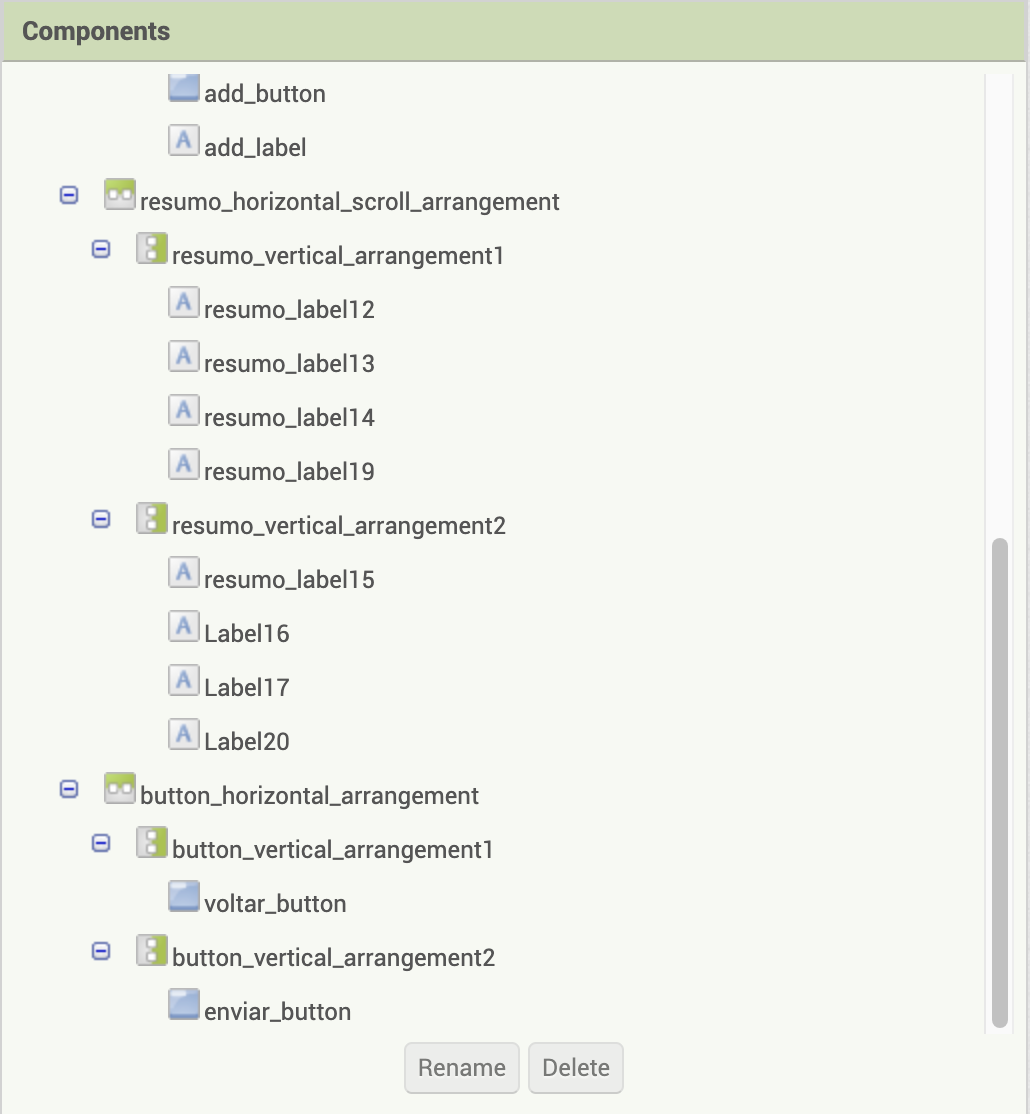 Components
add_button
A add_label
resumo_horizontal_scroll_arrangement
resumo_vertical_arrangement1
A resumo_label12
A resumo_label13
A resumo_label14
A resumo_label19
resumo_vertical_arrangement2
A resumo_label15
A Label16
A Label17
A Label20
button_horizontal_arrangement
button_vertical_arrangement1
voltar_button
button_vertical_arrangement2
enviar_button
Rename Delete